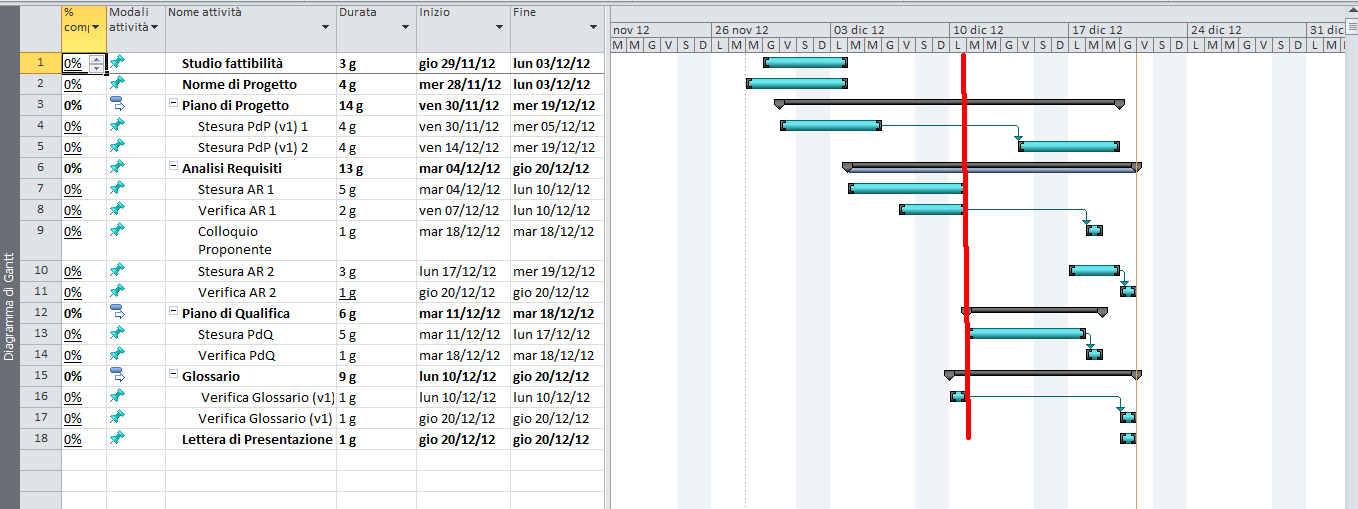 % comp Modali attività Nome attività Durata Inizio Fine
nov 12 26 nov 12 03 dic 12 10 dic 12 17 dic 12 24 dic 12 31 dic
M M G V S D L M M G V S D L M M G V S D L M M G V S D L M M G V S D L M M G V S D L M M
1 0% Studio fattibilità 3 g gio 29/11/12 lun 03/12/12
2 0% Norme di Progetto 4 g mer 28/11/12 lun 03/12/12
3 0% Piano di Progetto 14 g ven 30/11/12 mer 19/12/12
4 0% Stesura PdP (v1) 1 4 g ven 30/11/12 mer 05/12/12
5 0% Stesura PdP (v1) 2 4 g ven 14/12/12 mer 19/12/12
6 0% Analisi Requisiti 13 g mar 04/12/12 gio 20/12/12
7 0% Stesura AR 1 5 g mar 04/12/12 lun 10/12/12
8 0% Verifica AR 1 2 g ven 07/12/12 lun 10/12/12
9 0% Colloquio Proponente 1 g mar 18/12/12 mar 18/12/12
10 0% Stesura AR 2 3 g lun 17/12/12 mer 19/12/12
11 0% Verifica AR 2 1 g gio 20/12/12 gio 20/12/12
12 0% Piano di Qualifica 6 g mar 11/12/12 mar 18/12/12
13 0% Stesura PdQ 5 g mar 11/12/12 lun 17/12/12
14 0% Verifica PdQ 1 g mar 18/12/12 mar 18/12/12
15 0% Glossario 9 g lun 10/12/12 gio 20/12/12
16 0% Verifica Glossario (v1) 1 g lun 10/12/12 lun 10/12/12
17 0% Verifica Glossario (v1) 1 g gio 20/12/12 gio 20/12/12
18 0% Lettera di Presentazione 1 g gio 20/12/12 gio 20/12/12
Diagramma di Gantt